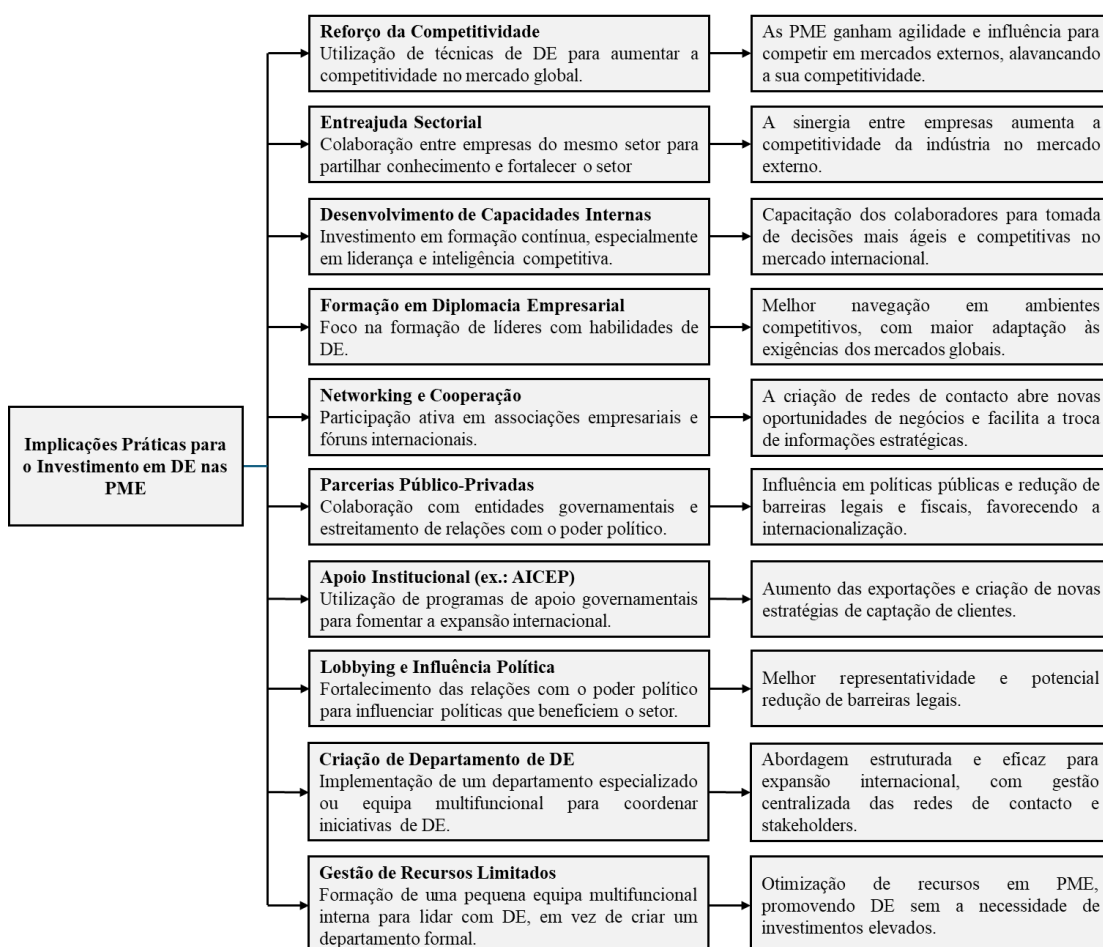 Reforço da Competitividade
Utilização de técnicas de DE para aumentar a
competitividade no mercado global.
As PME ganham agilidade e influência para
competir em mercados externos, alavancando
a sua competitividade.
Entreajuda Sectorial
Colaboração entre empresas do mesmo setor para
partilhar conhecimento e fortalecer o setor
A sinergia entre empresas aumenta a
competitividade da indústria no mercado
externo.
Desenvolvimento de Capacidades Internas
Investimento em formação contínua, especialmente
em liderança e inteligência competitiva.
Capacitação dos colaboradores para tomada
de decisões mais ágeis e competitivas no
mercado internacional.
Formação em Diplomacia Empresarial
Foco na formação de líderes com habilidades de
DE.
Melhor navegação em ambientes
competitivos, com maior adaptação às
exigências dos mercados globais.
Implicações Práticas para
o Investimento em DE nas
PME
Networking e Cooperação
Participação ativa em associações empresariais e
fóruns internacionais.
A criação de redes de contacto abre novas
oportunidades de negócios e facilita a troca
de informações estratégicas.
Parcerias Público-Privadas
Colaboração com entidades governamentais e
estreitamento de relações com o poder político.
Influência em políticas públicas e redução de
barreiras legais e fiscais, favorecendo a
internacionalização.
Apoio Institucional (ex.: AICEP)
Utilização de programas de apoio governamentais
para fomentar a expansão internacional.
Aumento das exportações e criação de novas
estratégias de captação de clientes.
Lobbying e Influência Política
Fortalecimento das relações com o poder político
para influenciar políticas que beneficiem o setor.
Melhor representatividade e potencial
redução de barreiras legais.
Criação de Departamento de DE
Implementação de um departamento especializado
ou equipa multifuncional para coordenar
iniciativas de DE.
Abordagem estruturada e eficaz para
expansão internacional, com gestão
centralizada das redes de contacto e
stakeholders.
Gestão de Recursos Limitados
Formação de uma pequena equipa multifuncional
interna para lidar com DE, em vez de criar um
departamento formal.
Otimização de recursos em PME,
promovendo DE sem a necessidade de
investimentos elevados.